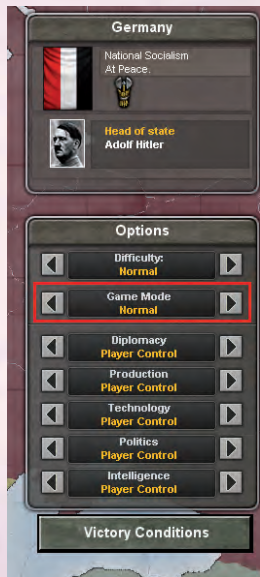 Germany
National Socialism
At Peace.
Head of state
Adolf Hitler
Options
Difficulty:
Normal
Game Mode
Normal
Diplomacy
Player Control
Production
Player Control
Technology
Player Control
Politics
Player Control
Intelligence
Player Control
Victory Conditions